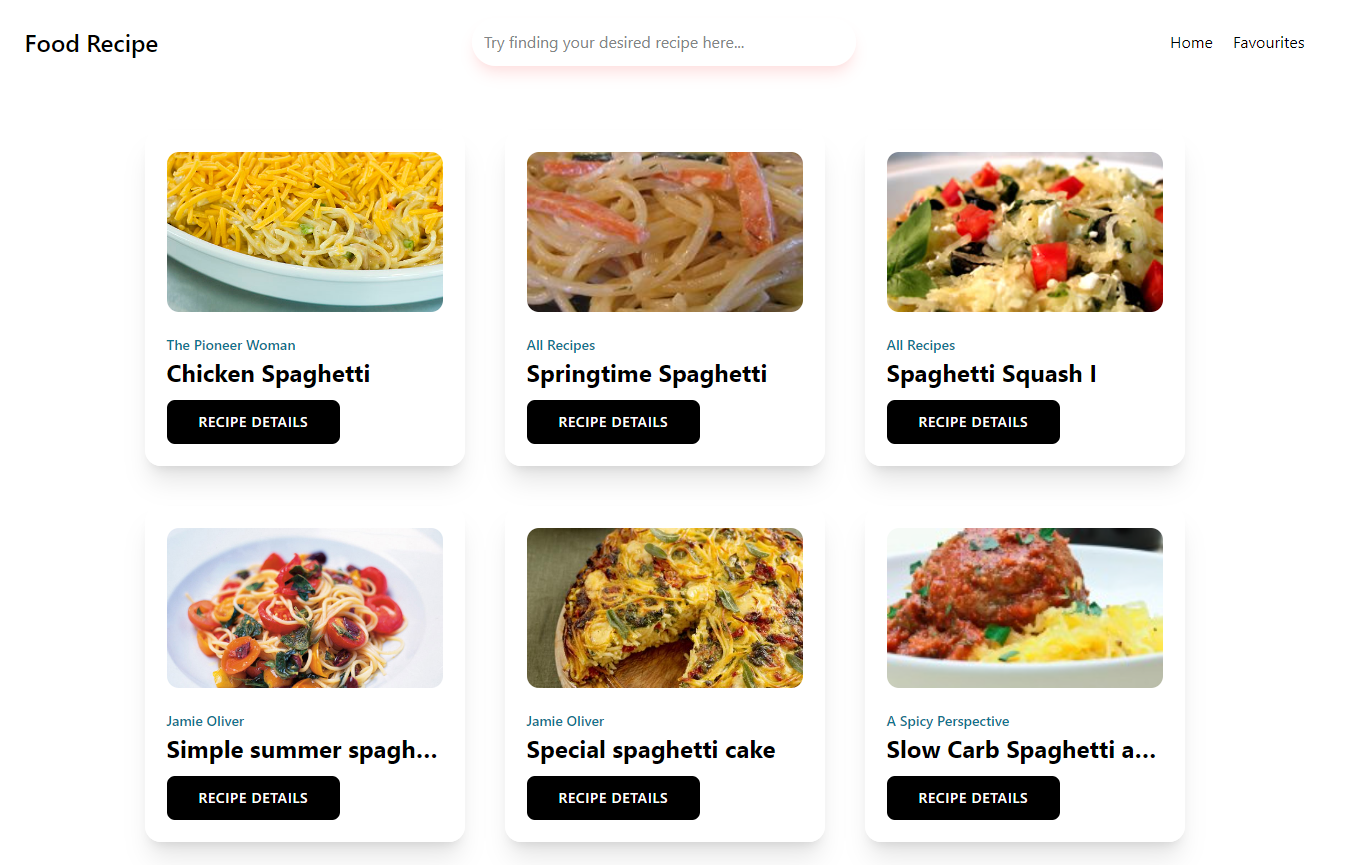 Food Recipe
Try finding your desired recipe here...
Home
Favourites
The Pioneer Woman
Chicken Spaghetti
RECIPE DETAILS
All Recipes
Springtime Spaghetti
RECIPE DETAILS
All Recipes
Spaghetti Squash I
RECIPE DETAILS
Jamie Oliver
Simple summer spagh...
RECIPE DETAILS
Jamie Oliver
Special spaghetti cake
RECIPE DETAILS
A Spicy Perspective
Slow Carb Spaghetti a...
RECIPE DETAILS